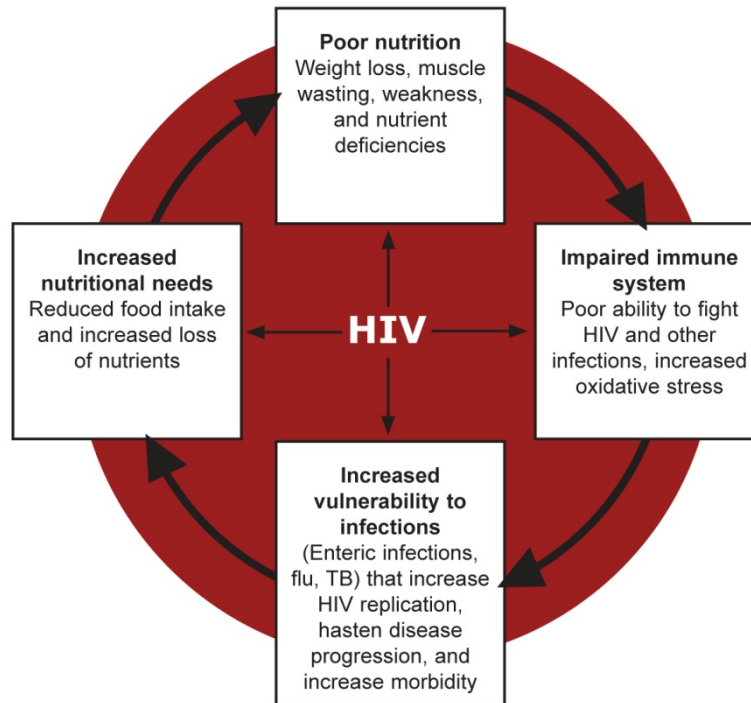 Poor nutrition
Weight loss, muscle
wasting, weakness,
and nutrient
deficiencies
Increased
nutritional needs
Reduced food intake
and increased loss
of nutrients
HIV
Impaired immune
system
Poor ability to fight
HIV and other
infections, increased
oxidative stress
Increased
vulnerability to
infections
(Enteric infections,
flu, TB) that increase
HIV replication,
hasten disease
progression, and
increase morbidity